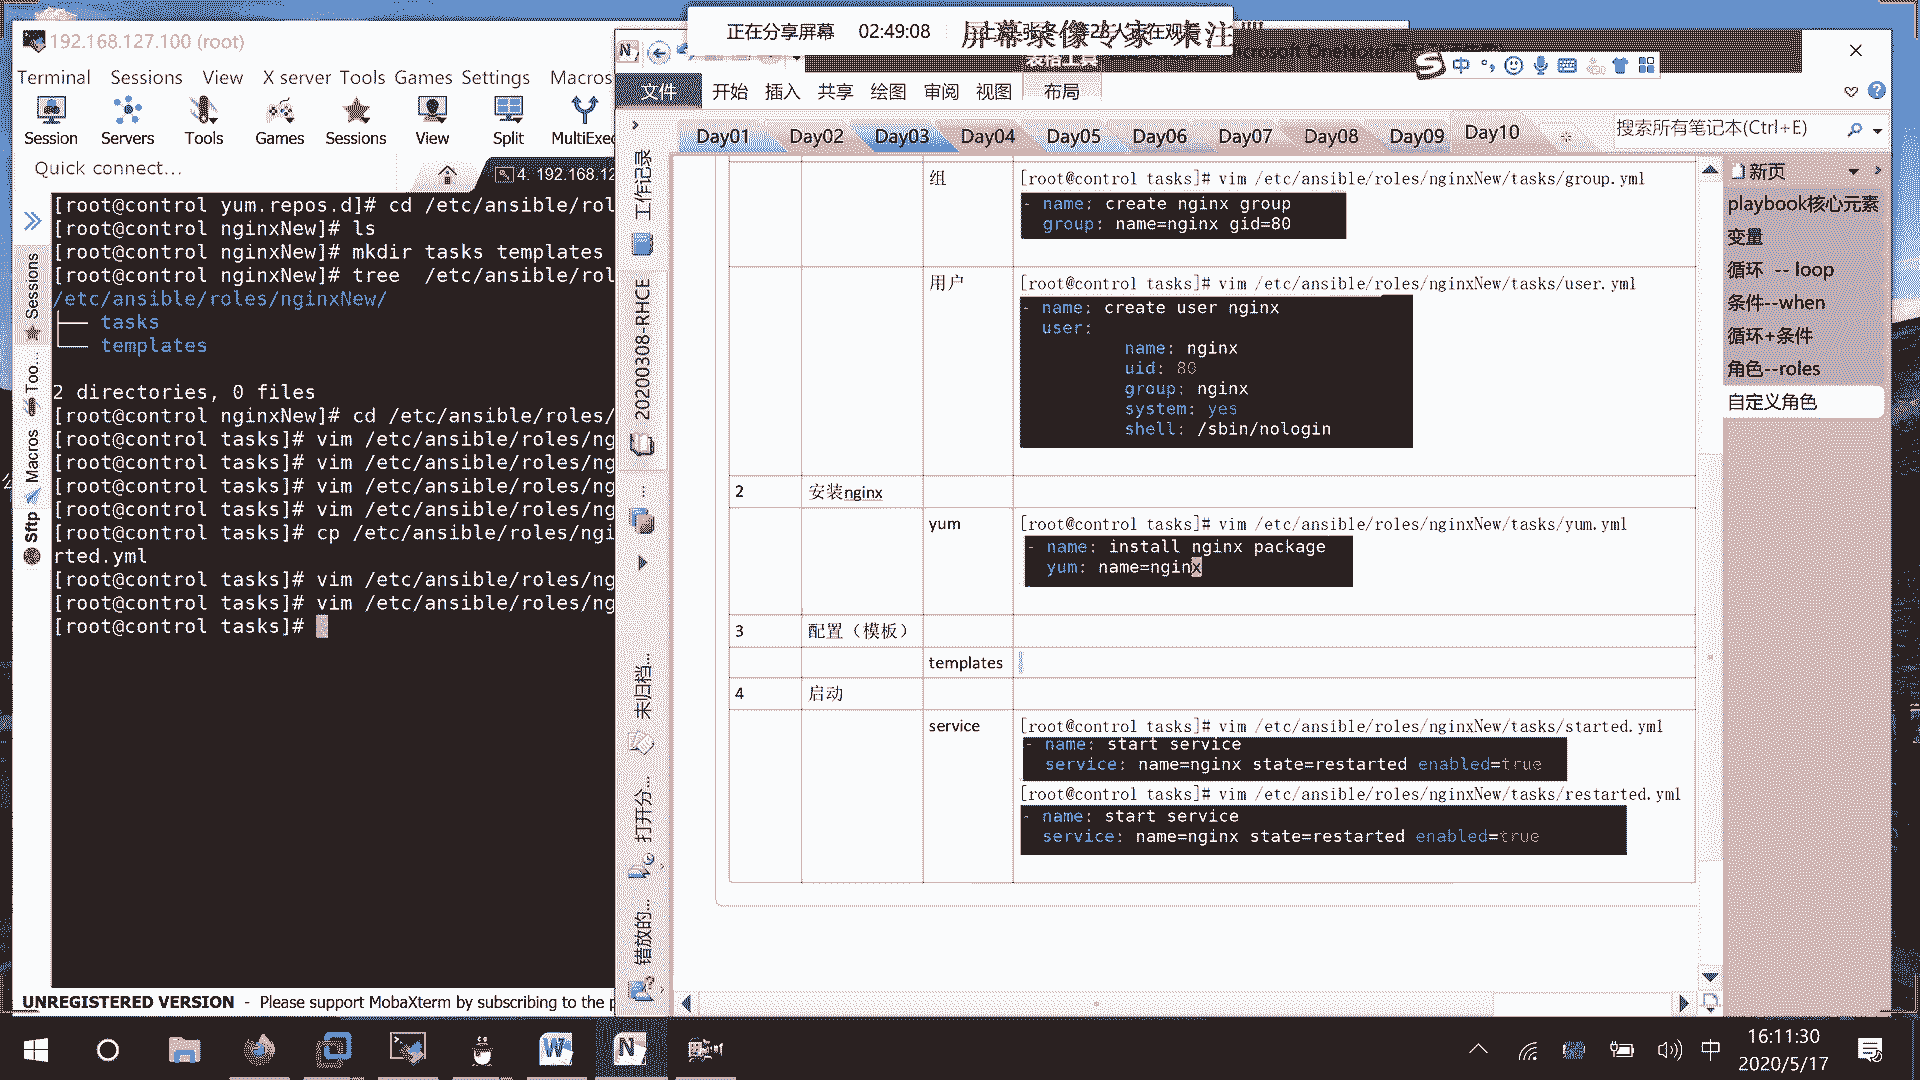 192.168.127.100 (root)
Terminal Sessions View X server Tools Games Settings Macros
Session Servers Tools Games Sessions View Split MultiExec
Quick connect...
4. 192.168.12
[root@control yum.repos.d]# cd /etc/ansible/rol
[root@control nginxNew]# ls
[root@control nginxNew]# mkdir tasks templates
[root@control nginxNew]# tree  /etc/ansible/rol
/etc/ansible/roles/nginxNew/
├── tasks
└── templates
2 directories, 0 files
[root@control nginxNew]# cd /etc/ansible/roles/
[root@control tasks]# vim /etc/ansible/roles/ng
[root@control tasks]# vim /etc/ansible/roles/ng
[root@control tasks]# vim /etc/ansible/roles/ng
[root@control tasks]# vim /etc/ansible/roles/ng
[root@control tasks]# cp /etc/ansible/roles/ngi
rted.yml
[root@control tasks]# vim /etc/ansible/roles/ng
[root@control tasks]# vim /etc/ansible/roles/ng
[root@control tasks]#
Sessions
Too...
Macros
Sftp
UNREGISTERED VERSION - Please support MobaXterm by subscribing to the p
正在分享屏幕 02:49:08
屏幕录像专家 未注
文件 开始 插入 共享 绘图 审阅 视图 布局
Day01 Day02 Day03 Day04 Day05 Day06 Day07 Day08 Day09 Day10
搜索所有笔记本(Ctrl+E)
工作记录
20200308-RHCE
未归档...
打开分...
错放的...
组 [root@control tasks]# vim /etc/ansible/roles/nginxNew/tasks/group.yml
- name: create nginx group
group: name=nginx gid=80
用户 [root@control tasks]# vim /etc/ansible/roles/nginxNew/tasks/user.yml
- name: create user nginx
user:
name: nginx
uid: 80
group: nginx
system: yes
shell: /sbin/nologin
2 安装nginx
yum [root@control tasks]# vim /etc/ansible/roles/nginxNew/tasks/yum.yml
- name: install nginx package
yum: name=nginx
3 配置（模板）
templates
4 启动
service [root@control tasks]# vim /etc/ansible/roles/nginxNew/tasks/started.yml
- name: start service
service: name=nginx state=restarted enabled=true
[root@control tasks]# vim /etc/ansible/roles/nginxNew/tasks/restarted.yml
- name: start service
service: name=nginx state=restarted enabled=true
新页
playbook核心元素
变量
循环 -- loop
条件--when
循环+条件
角色--roles
自定义角色
中
16:11:30
2020/5/17